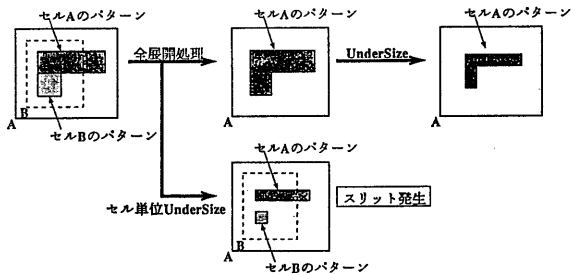 セルAのパターン
全展開処理
セルAのパターン
UnderSize
セルAのパターン
B
A
セルBのパターン
A
A
セルAのパターン
セル単位UnderSize
スリット発生
B
A
セルBのパターン